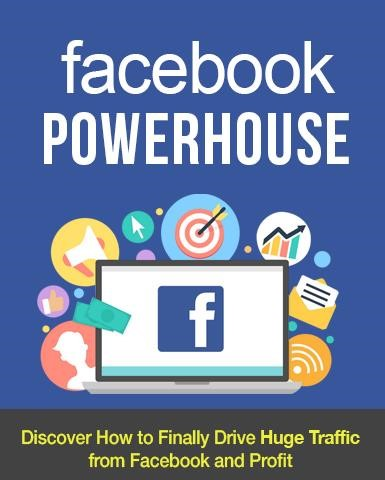 facebook
POWERHOUSE
f
Discover How to Finally Drive Huge Traffic
from Facebook and Profit